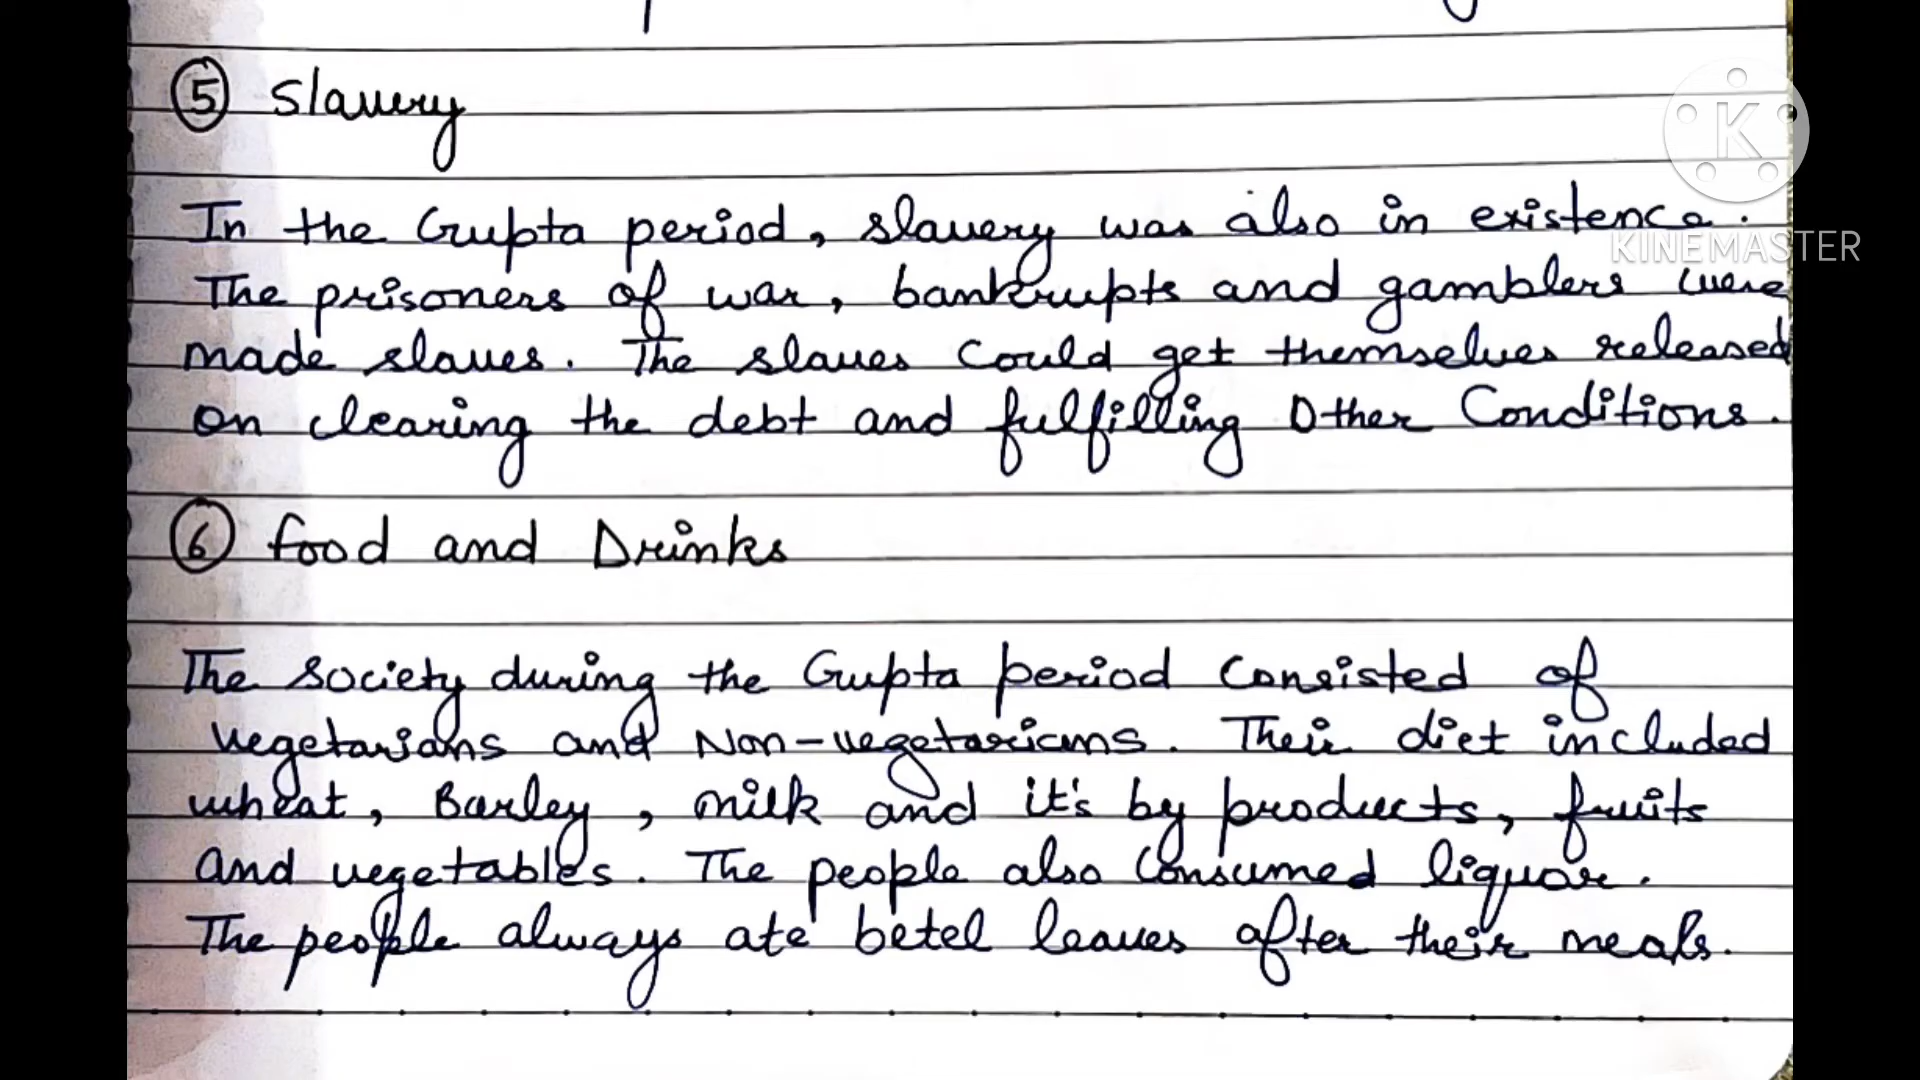 ⑤ Slavery
In the Gupta period, slavery was also in existence.
The prisoners of war, bankrupts and gamblers were
made slaves. The slaves could get themselves released
on clearing the debt and fulfilling Other Conditions.
⑥ food and Drinks
The society during the Gupta period consisted of
vegetarians and Non-vegetarians. Their diet included
wheat, Barley, milk and it's by products, fruits
and vegetables. The people also consumed liquor.
The people always ate betel leaves after their meals.
K
KINEMASTER